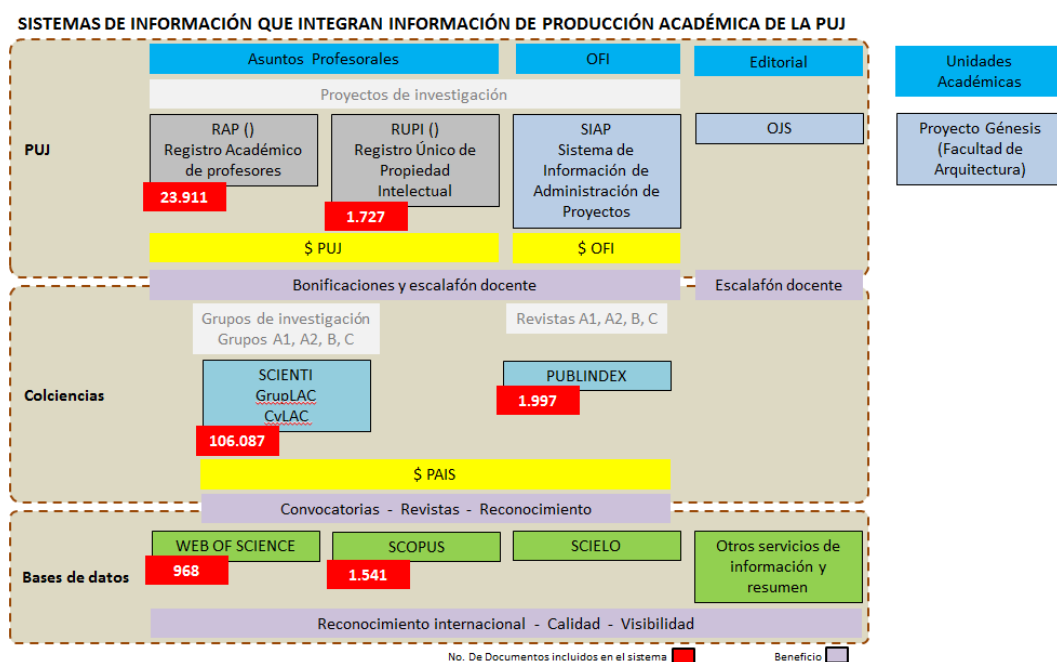 SISTEMAS DE INFORMACIÓN QUE INTEGRAN INFORMACIÓN DE PRODUCCIÓN ACADÉMICA DE LA PUJ
Asuntos Profesorales
OFI
Editorial
Unidades
Académicas
Proyectos de investigación
PUJ
RAP ()
Registro Académico
de profesores
23.911
RUPI ()
Registro Único de
Propiedad
Intelectual
1.727
SIAP
Sistema de
Información de
Administración de
Proyectos
OJS
Proyecto Génesis
(Facultad de
Arquitectura)
$ PUJ
$ OFI
Bonificaciones y escalafón docente
Escalafón docente
Grupos de investigación
Grupos A1, A2, B, C
Revistas A1, A2, B, C
Colciencias
SCIENTI
GrupLAC
CvLAC
106.087
PUBLINDEX
1.997
$ PAIS
Convocatorias - Revistas - Reconocimiento
Bases de datos
WEB OF SCIENCE
968
SCOPUS
1.541
SCIELO
Otros servicios de
información y
resumen
Reconocimiento internacional - Calidad - Visibilidad
No. De Documentos incluidos en el sistema
Beneficio